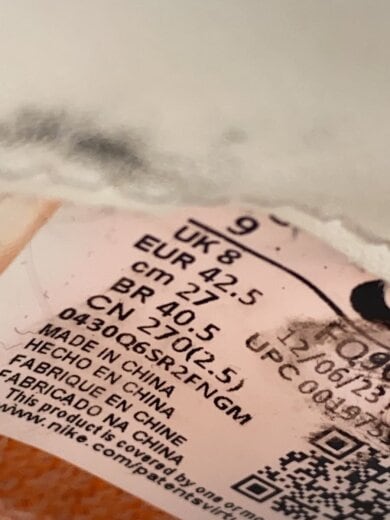 9
UK 8
EUR 42.5
cm 27
BR 40.5
CN 270(2.5)
0430Q6SR2FNGM
MADE IN CHINA
HECHO EN CHINA
FABRIQUE EN CHINE
FABRICADO NA CHINA
This product is covered by one or
www.nike.com/patents
12/06/23
UPC 00197